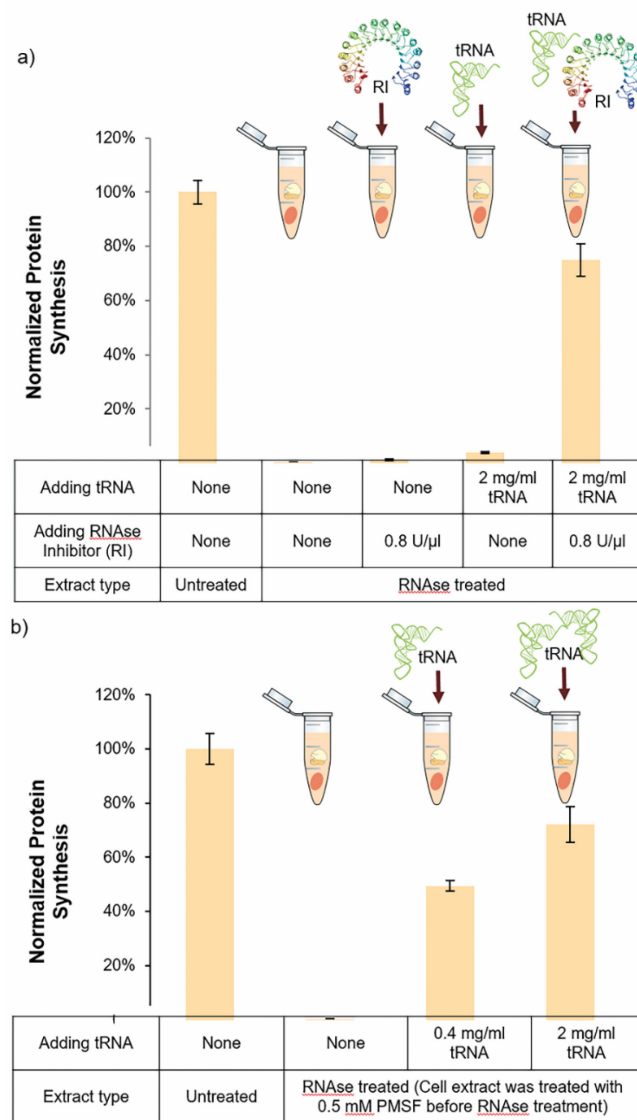 a)
RI
tRNA
tRNA
RI
120%
100%
80%
60%
40%
20%
Normalized Protein
Synthesis
Adding tRNA
None
None
None
2 mg/ml
tRNA
2 mg/ml
tRNA
Adding RNAse
Inhibitor (RI)
None
None
0.8 U/µl
None
0.8 U/µl
Extract type
Untreated
RNAse treated
b)
tRNA
tRNA
120%
100%
80%
60%
40%
20%
Normalized Protein
Synthesis
Adding tRNA
None
None
0.4 mg/ml
tRNA
2 mg/ml
tRNA
Extract type
Untreated
RNAse treated (Cell extract was treated with
0.5 mM PMSF before RNAse treatment)